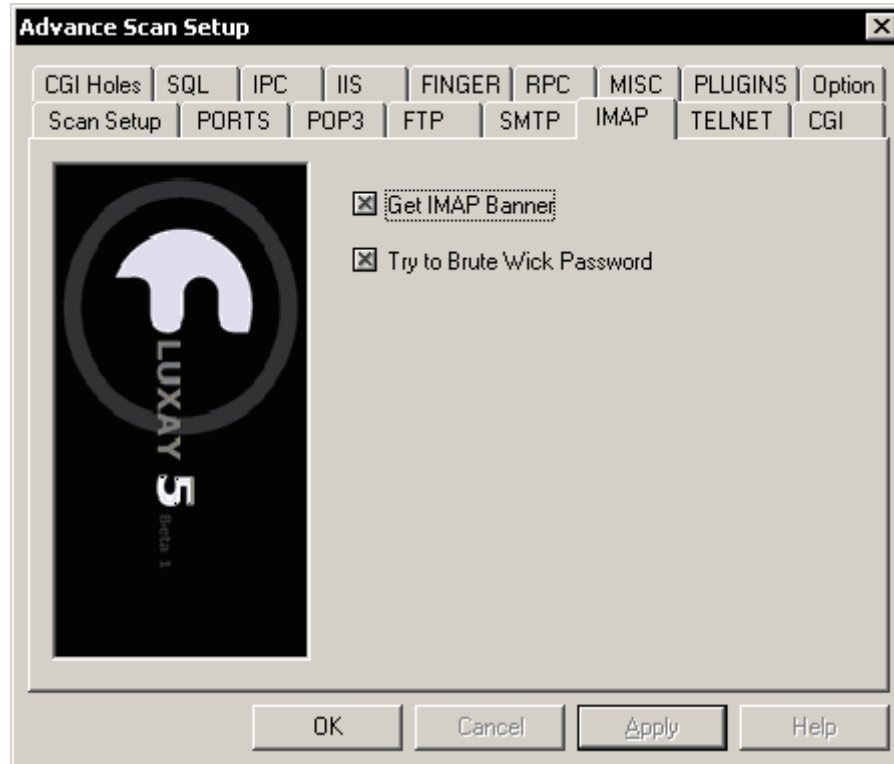 Advance Scan Setup
CGI Holes SQL IPC IIS FINGER RPC MISC PLUGINS Option
Scan Setup PORTS POP3 FTP SMTP IMAP TELNET CGI
Get IMAP Banner
Try to Brute Wick Password
LUXAY 5 Beta 1
OK Cancel Apply Help